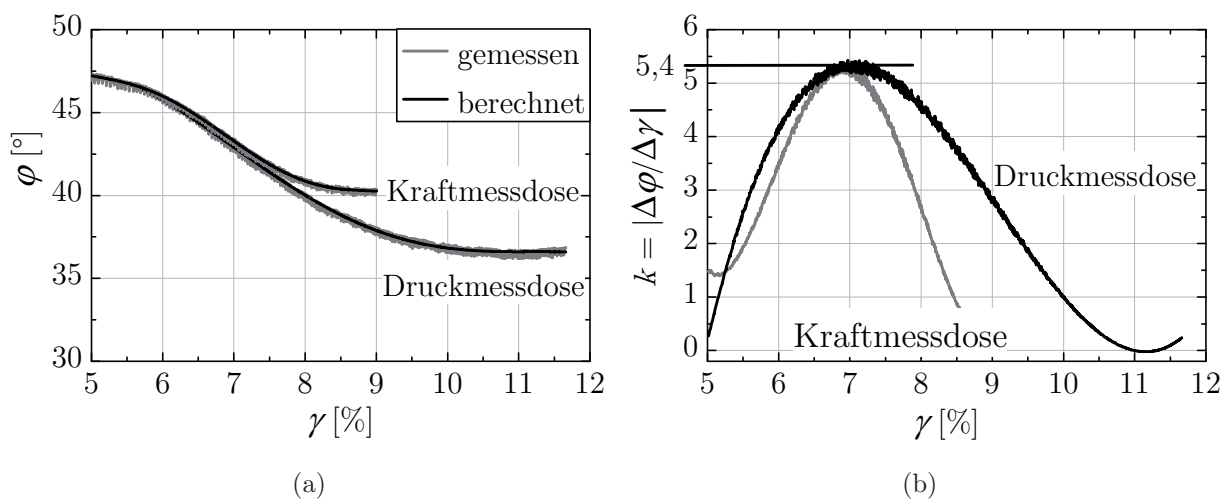 50
45
40
35
30
φ [°]
gemessen
berechnet
Kraftmessdose
Druckmessdose
5 6 7 8 9 10 11 12
γ [%]
(a)
6
5,4
5
4
3
2
1
0
k = |Δφ/Δγ|
Druckmessdose
Kraftmessdose
5 6 7 8 9 10 11 12
γ [%]
(b)